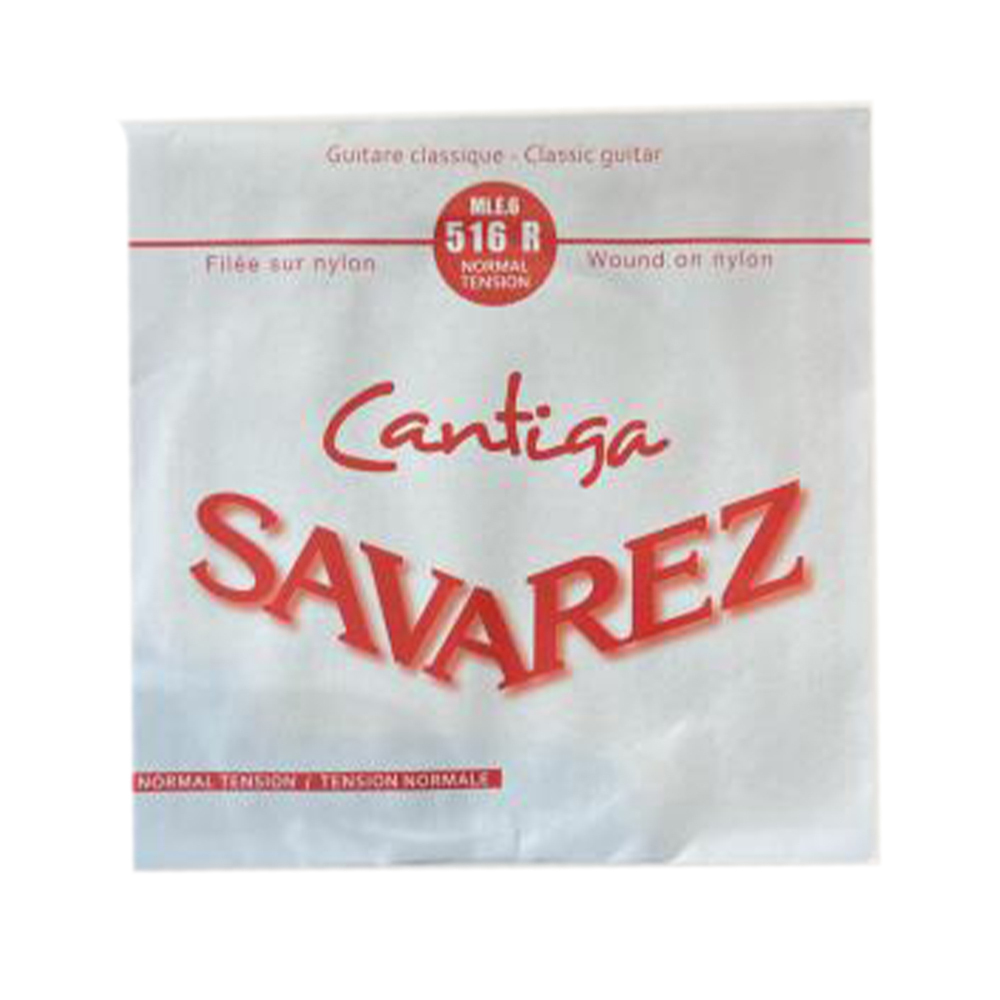 Guitare classique - Classic guitar
MI.E.6
516 R
NORMAL
TENSION
Filée sur nylon
Wound on nylon
Cantiga
SAVAREZ
NORMAL TENSION / TENSION NORMALE